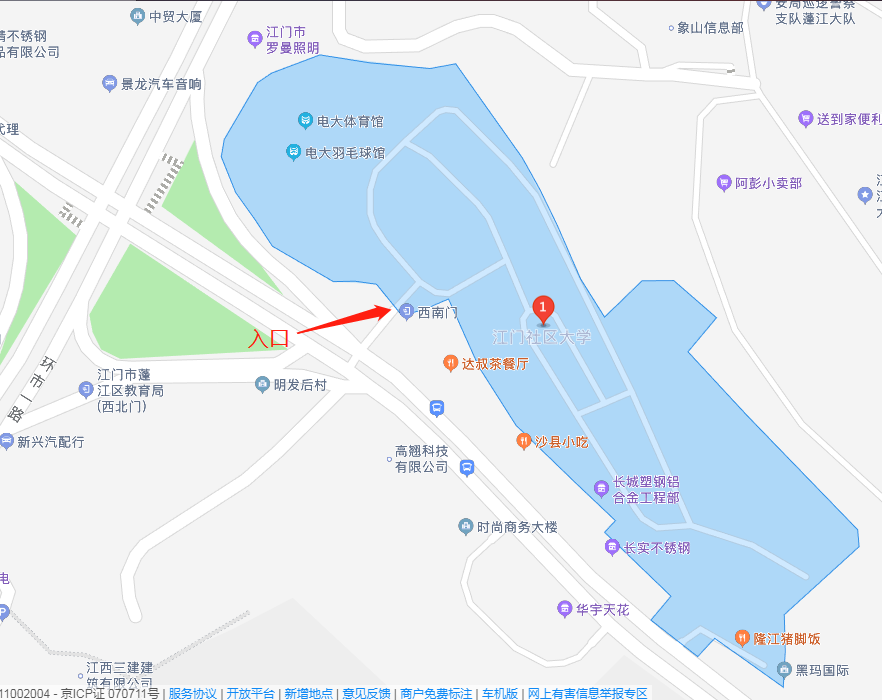 中贸大厦
江门市
罗曼照明
象山信息部
支队蓬江大队
品有限公司
景龙汽车音响
送到家便利
电大体育馆
代理
电大羽毛球馆
阿彭小卖部
西南门
入口
江门社区大学
达叔茶餐厅
环市一路
江门市蓬
江区教育局
(西北门)
明发后村
新兴汽配行
沙县小吃
高翘科技
有限公司
长城塑钢铝
合金工程部
时尚商务大楼
长实不锈钢
华宇天花
隆江猪脚饭
黑玛国际
江西三建建
筑有限公司
11002004 - 京ICP证 070711号 | 服务协议 | 开放平台 | 新增地点 | 意见反馈 | 商户免费标注 | 车机版 | 网上有害信息举报专区